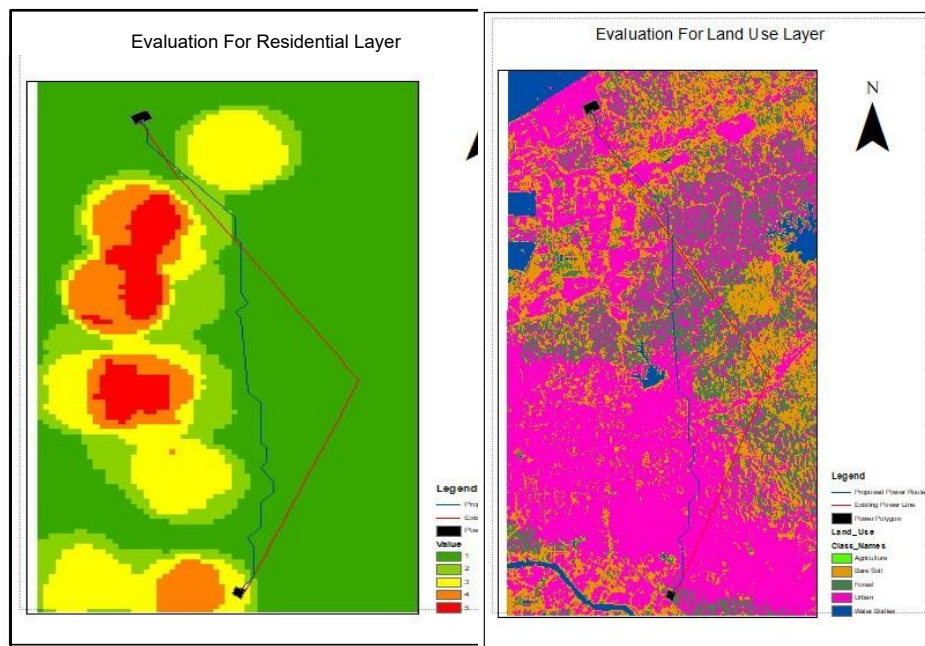 Evaluation For Residential Layer
Legend
Value
1
2
3
4
5
Evaluation For Land Use Layer
N
Legend
Proposed Power Route
Existing Power Line
Power Polygon
Land_Use
Class_Names
Agriculture
Bare Soil
Forest
Urban
Water Bodies